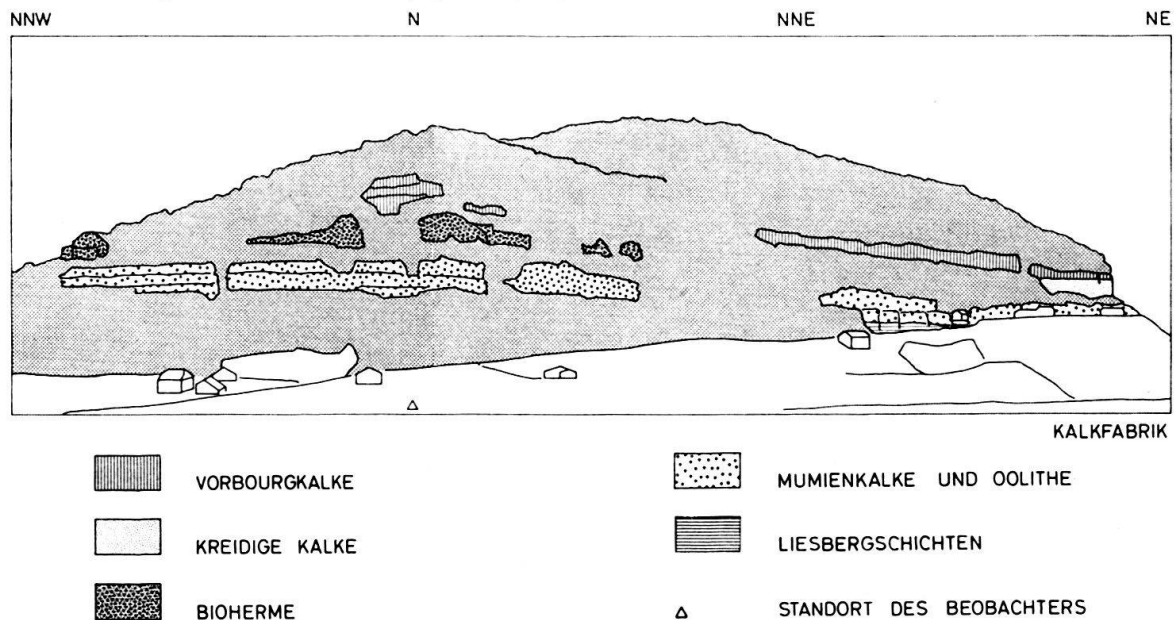 NNW N NNE NE
KALKFABRIK
VORBOURGKALKE
KREIDIGE KALKE
BIOHERME
MUMIENKALKE UND OOLITHE
LIESBERGSCHICHTEN
STANDORT DES BEOBACHTERS